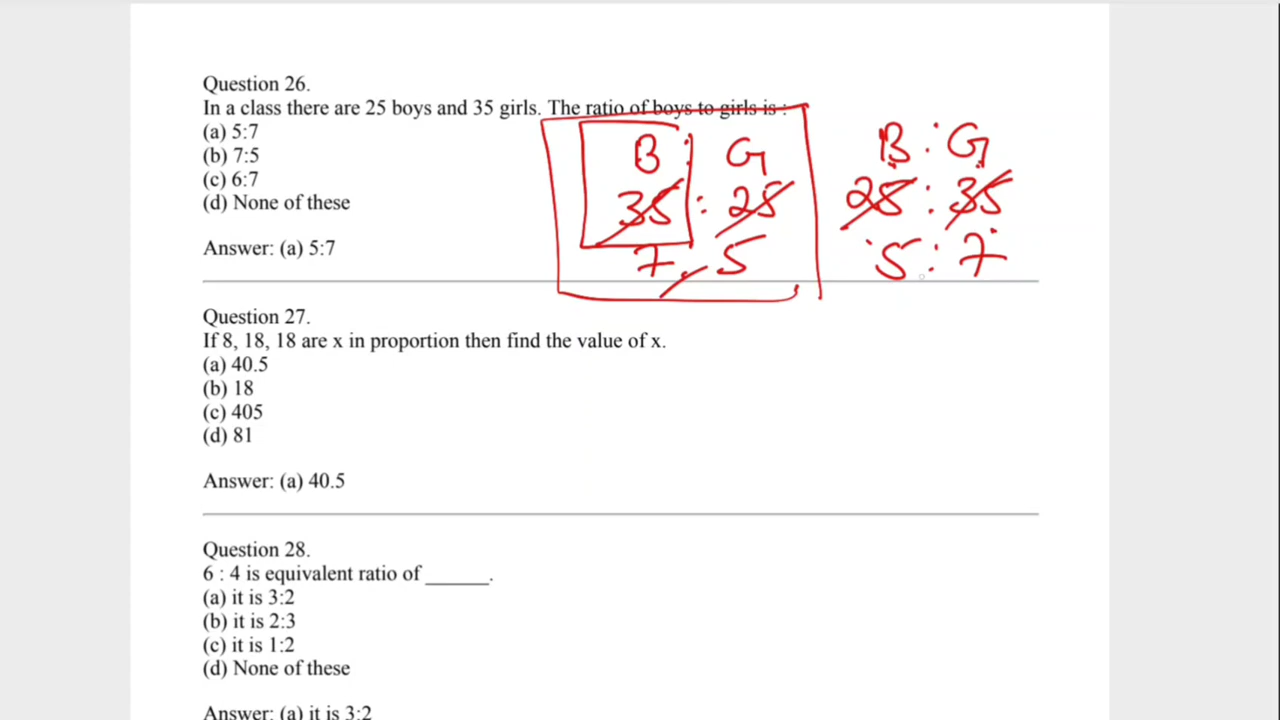 Question 26.
In a class there are 25 boys and 35 girls. The ratio of boys to girls is :
(a) 5:7
(b) 7:5
(c) 6:7
(d) None of these
Answer: (a) 5:7
B : G
35 : 25
7 , 5
B : G
25 : 35
5 : 7
Question 27.
If 8, 18, 18 are x in proportion then find the value of x.
(a) 40.5
(b) 18
(c) 405
(d) 81
Answer: (a) 40.5
Question 28.
6 : 4 is equivalent ratio of ______.
(a) it is 3:2
(b) it is 2:3
(c) it is 1:2
(d) None of these
Answer: (a) it is 3:2